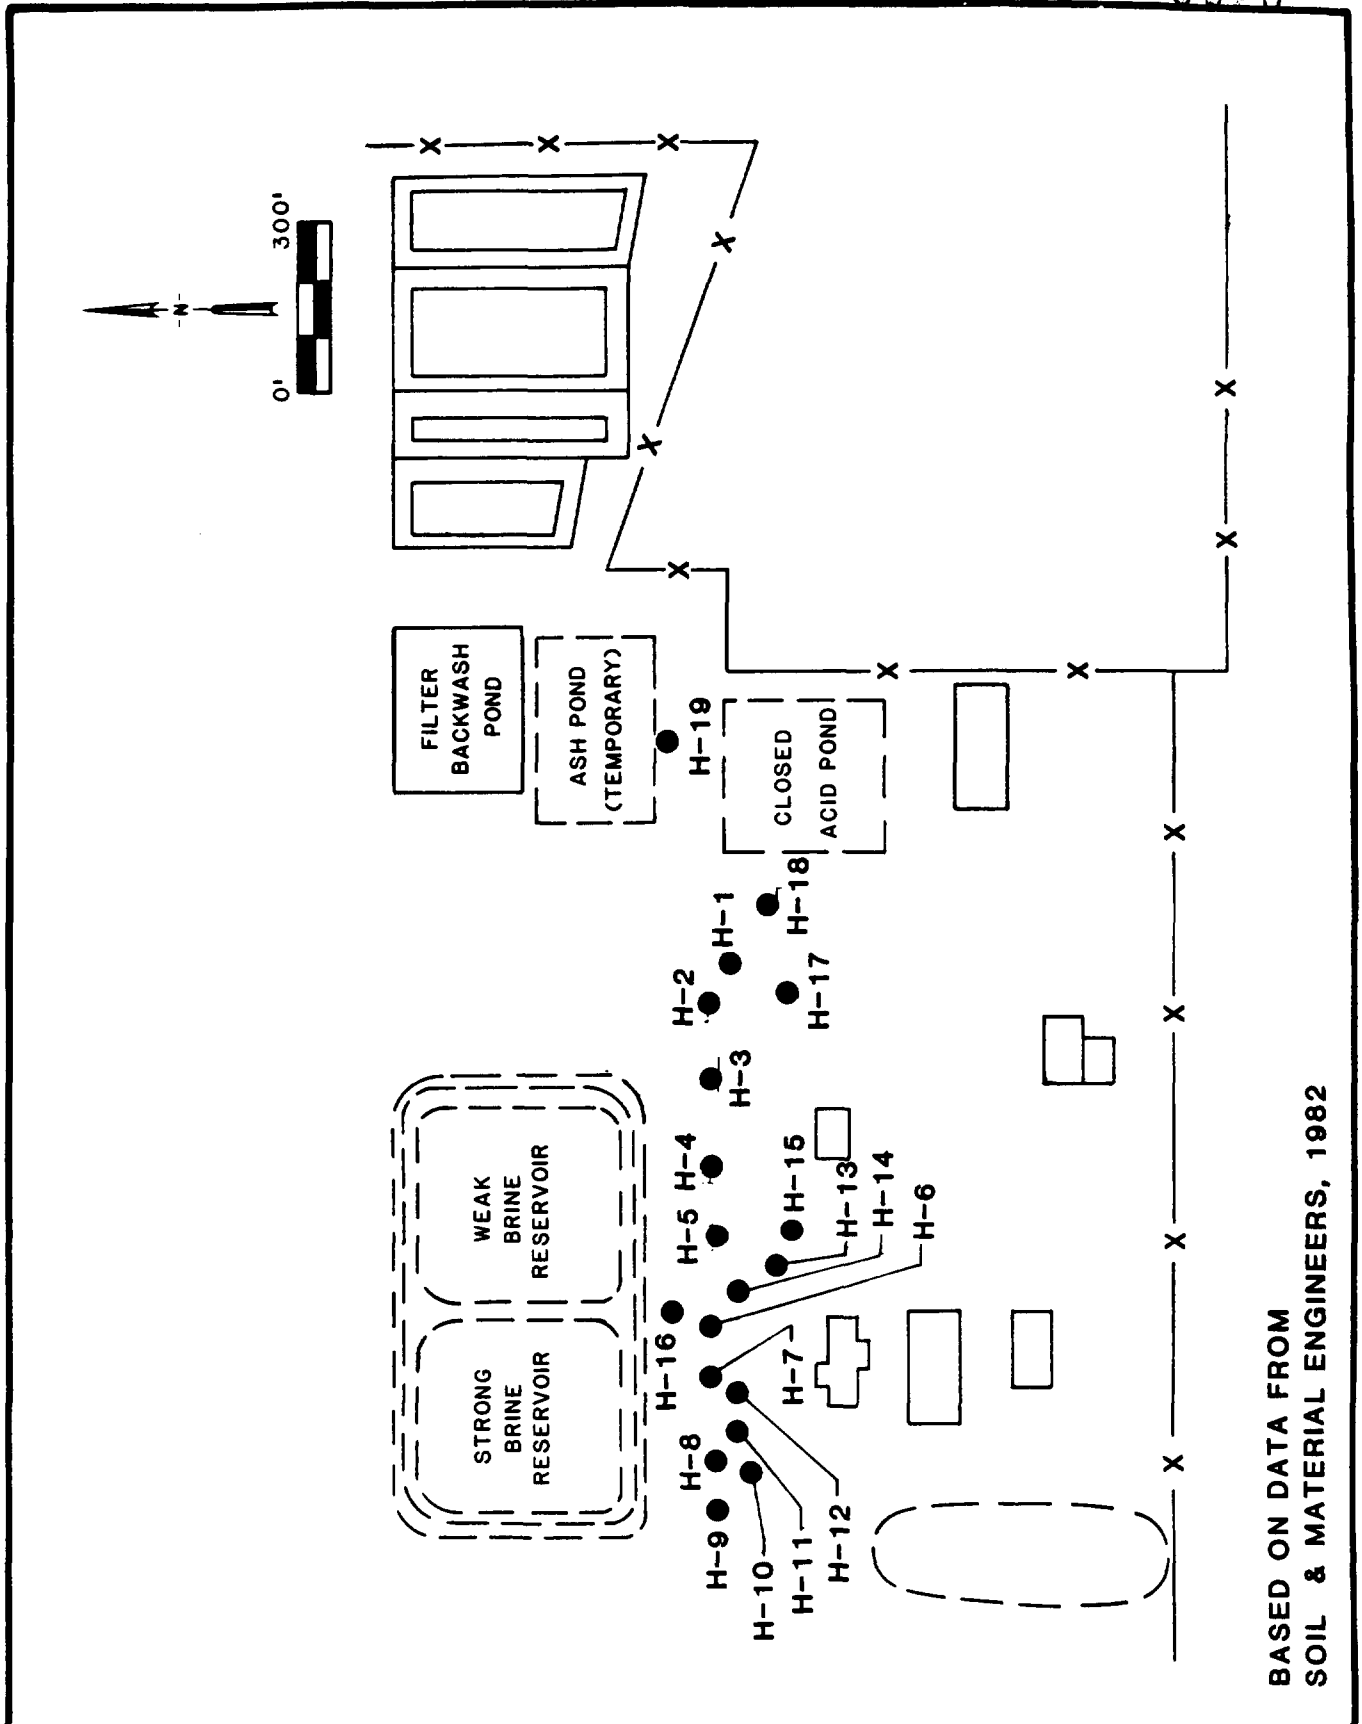 0'
300'
N
FILTER
BACKWASH
POND
ASH POND
(TEMPORARY)
H-19
CLOSED
ACID POND
H-18
H-1
H-2
H-17
H-3
WEAK
BRINE
RESERVOIR
STRONG
BRINE
RESERVOIR
H-4
H-5
H-15
H-13
H-14
H-6
H-16
H-7
H-8
H-9
H-10
H-11
H-12
X
X
X
X
X
X
X
X
X
X
X
X
X
X
BASED ON DATA FROM
SOIL & MATERIAL ENGINEERS, 1982